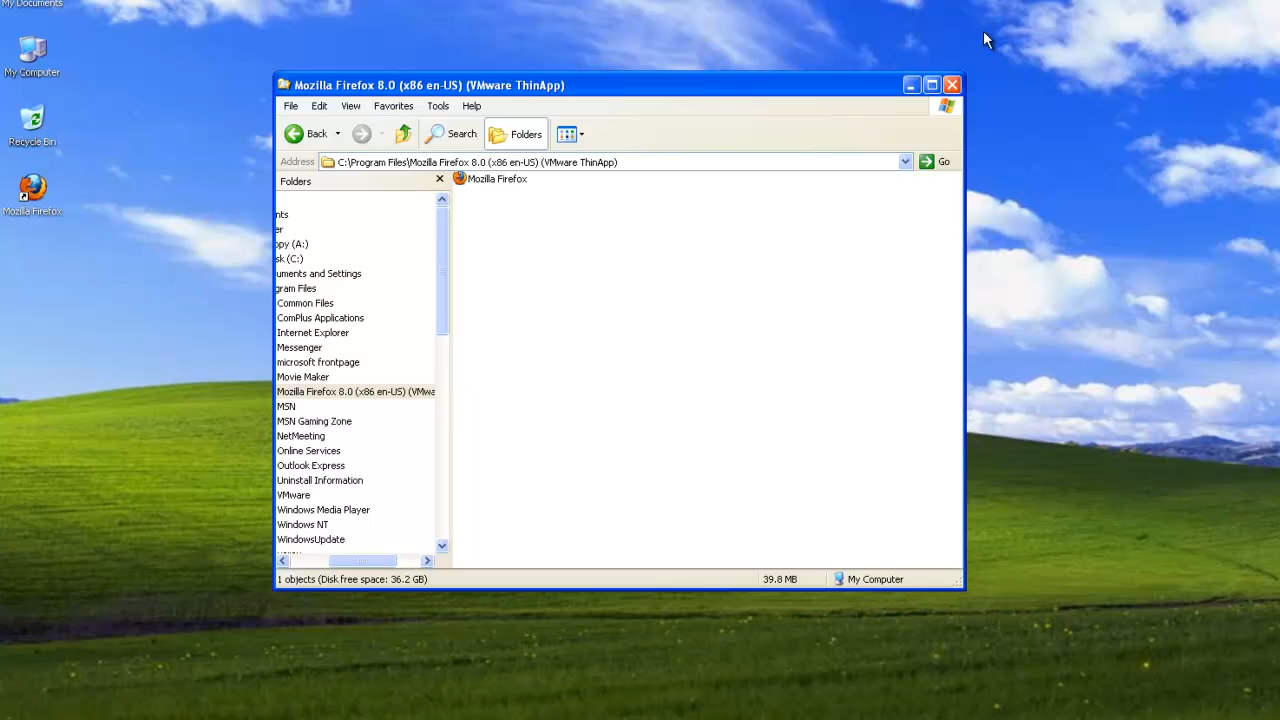 My Documents
My Computer
Recycle Bin
Mozilla Firefox
Mozilla Firefox 8.0 (x86 en-US) (VMware ThinApp)
File Edit View Favorites Tools Help
Back Search Folders
Address C:\Program Files\Mozilla Firefox 8.0 (x86 en-US) (VMware ThinApp) Go
Folders
Mozilla Firefox
nts
er
opy (A:)
sk (C:)
uments and Settings
gram Files
Common Files
ComPlus Applications
Internet Explorer
Messenger
microsoft frontpage
Movie Maker
Mozilla Firefox 8.0 (x86 en-US) (VMwa
MSN
MSN Gaming Zone
NetMeeting
Online Services
Outlook Express
Uninstall Information
VMware
Windows Media Player
Windows NT
WindowsUpdate
1 objects (Disk free space: 36.2 GB) 39.8 MB My Computer